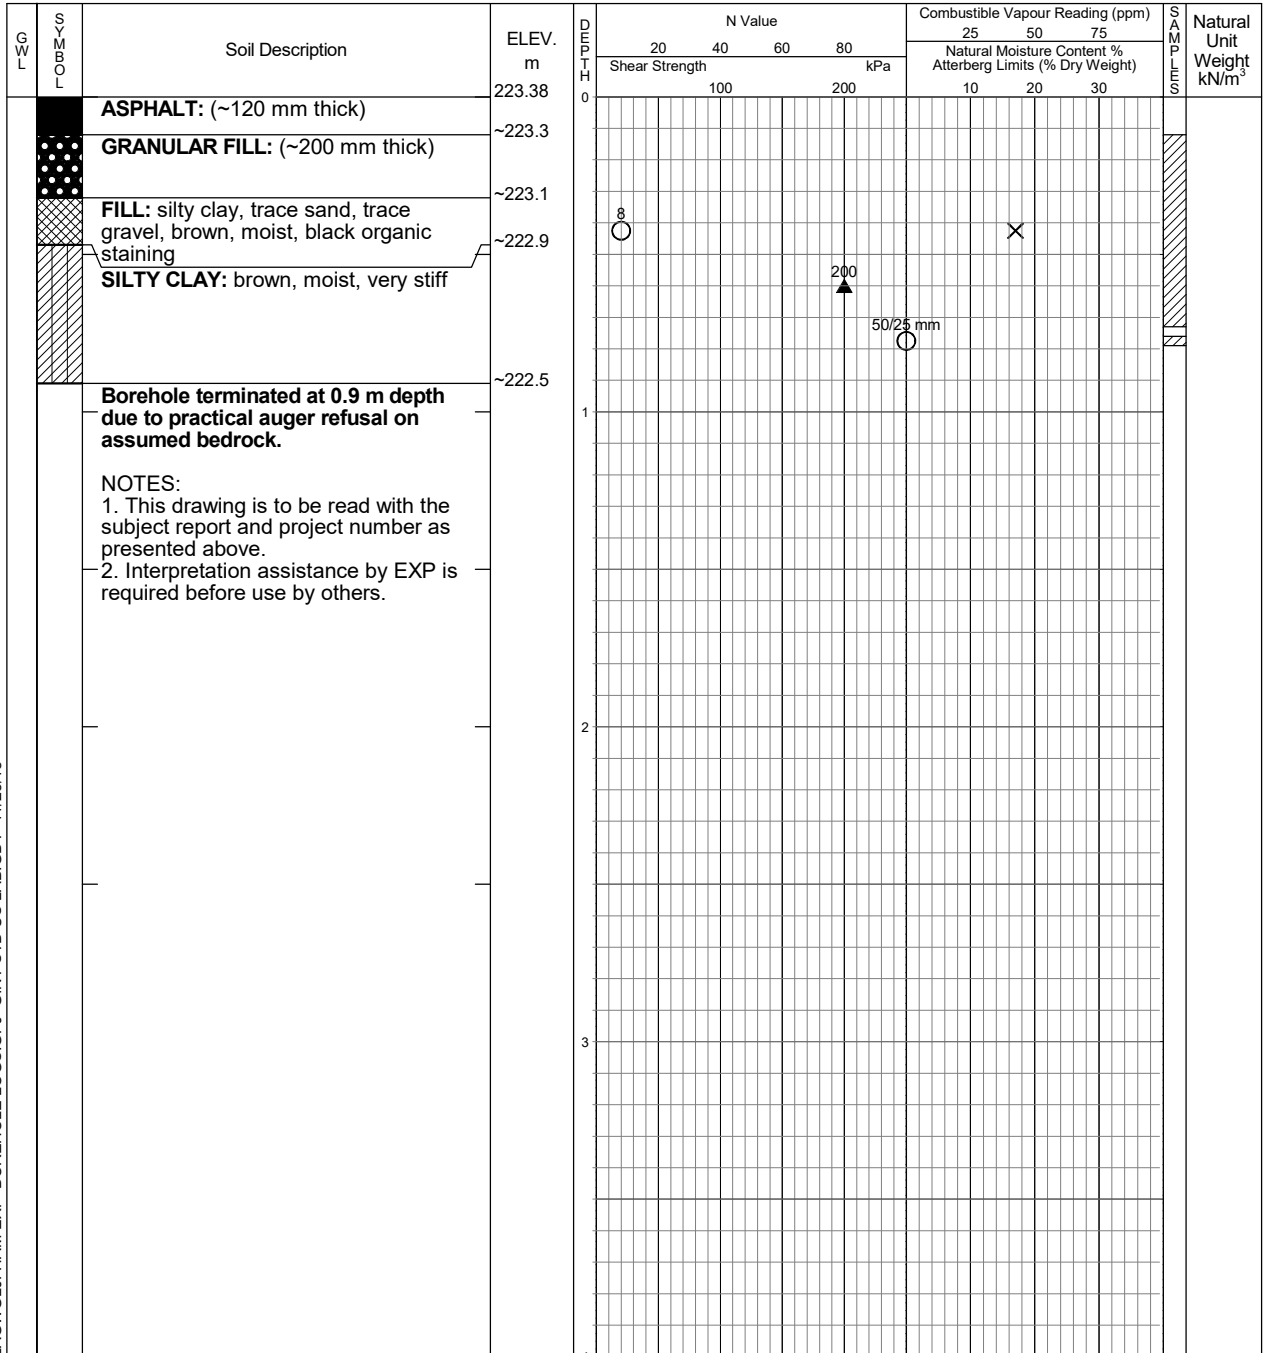 GWL
SYMBOL
Soil Description
ELEV.
m
DEPTH
N Value
20 40 60 80
Shear Strength kPa
100 200
Combustible Vapour Reading (ppm)
25 50 75
Natural Moisture Content %
Atterberg Limits (% Dry Weight)
10 20 30
SAMPLES
Natural
Unit
Weight
kN/m³
223.38
0
ASPHALT: (~120 mm thick)
~223.3
GRANULAR FILL: (~200 mm thick)
~223.1
FILL: silty clay, trace sand, trace
gravel, brown, moist, black organic
staining
8
~222.9
SILTY CLAY: brown, moist, very stiff
200
50/25 mm
~222.5
Borehole terminated at 0.9 m depth
due to practical auger refusal on
assumed bedrock.
1
NOTES:
1. This drawing is to be read with the
subject report and project number as
presented above.
2. Interpretation assistance by EXP is
required before use by others.
2
3